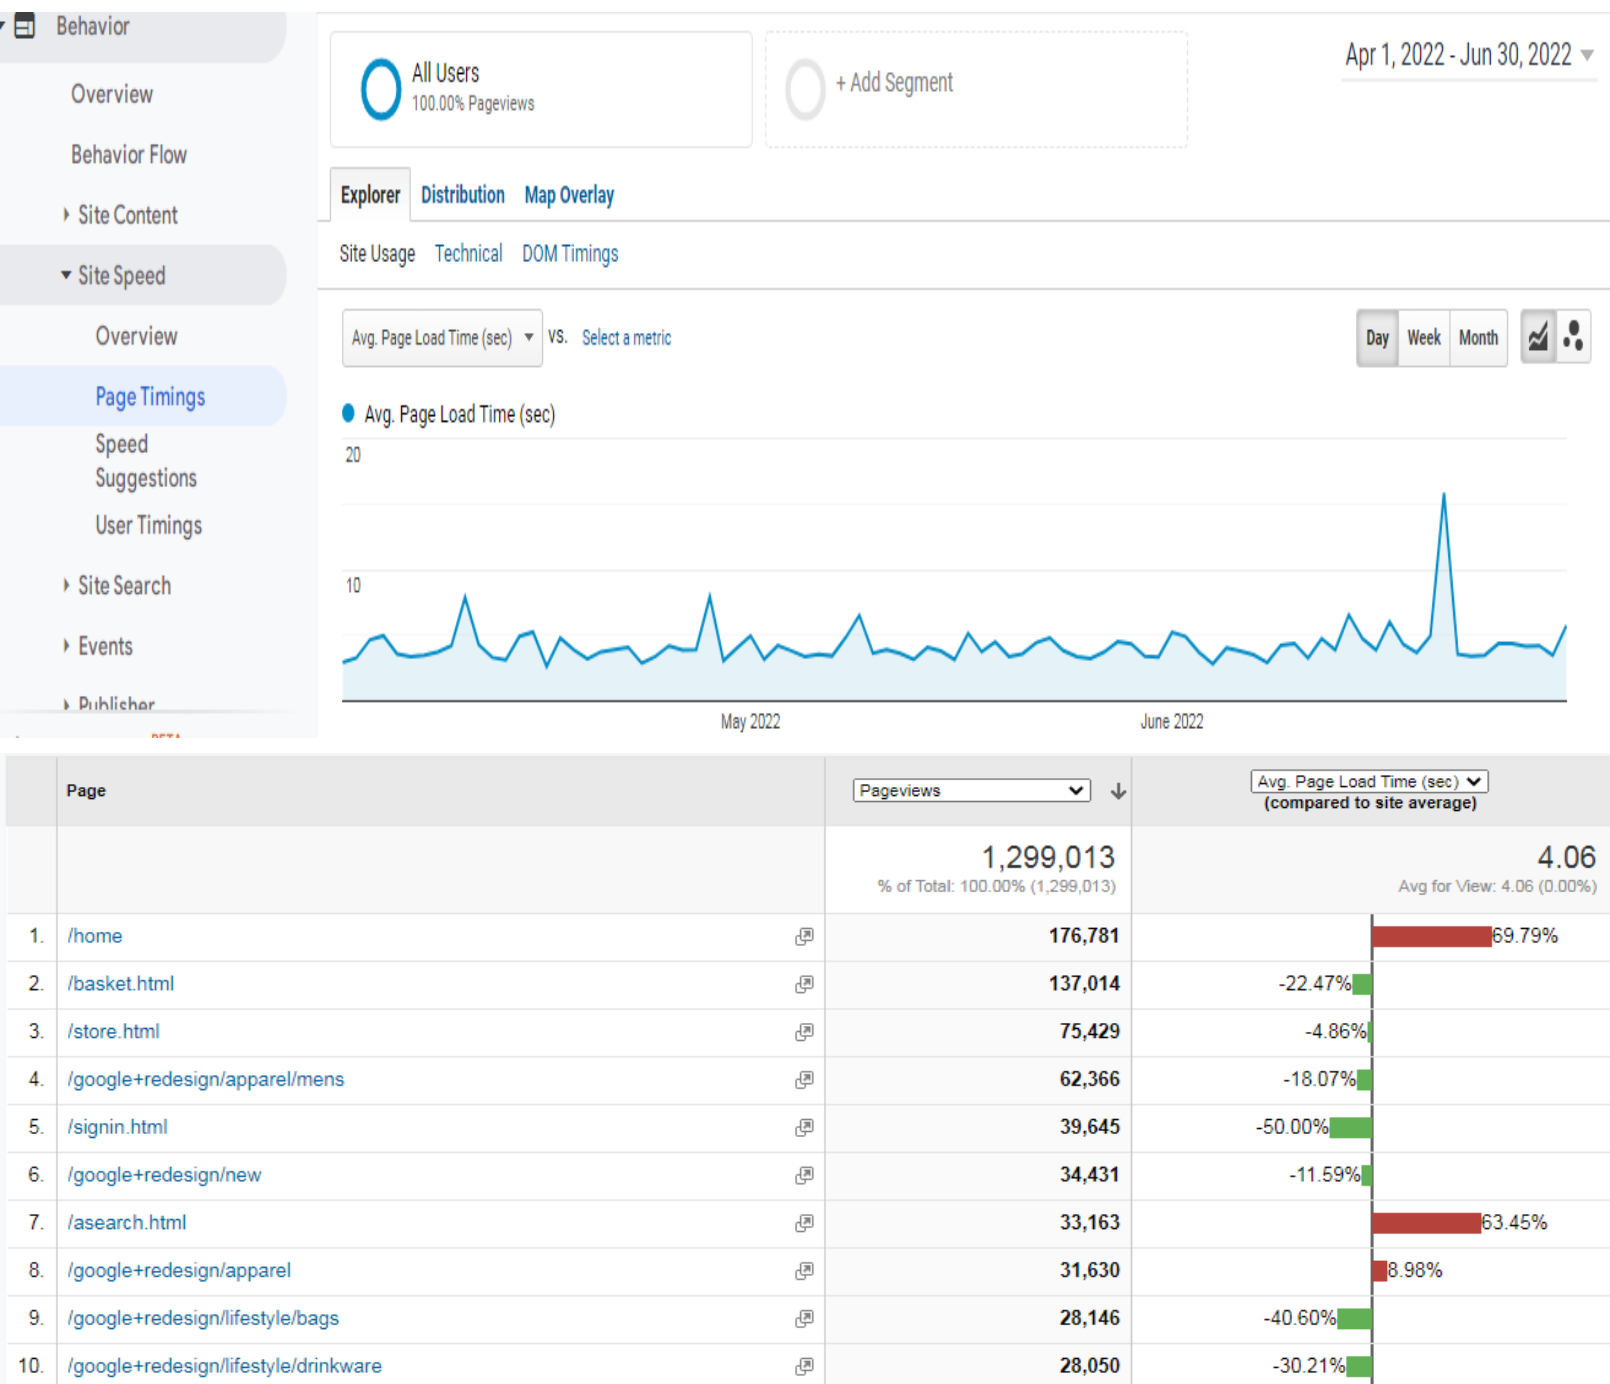 Behavior
Overview
Behavior Flow
Site Content
Site Speed
Overview
Page Timings
Speed
Suggestions
User Timings
Site Search
Events
Publisher
BETA
All Users
100.00% Pageviews
+ Add Segment
Apr 1, 2022 - Jun 30, 2022
Explorer Distribution Map Overlay
Site Usage Technical DOM Timings
Avg. Page Load Time (sec) VS. Select a metric
Day Week Month
Avg. Page Load Time (sec)
20
10
May 2022 June 2022
Page Pageviews Avg. Page Load Time (sec)
(compared to site average)
1,299,013 4.06
% of Total: 100.00% (1,299,013) Avg for View: 4.06 (0.00%)
1. /home 176,781 69.79%
2. /basket.html 137,014 -22.47%
3. /store.html 75,429 -4.86%
4. /google+redesign/apparel/mens 62,366 -18.07%
5. /signin.html 39,645 -50.00%
6. /google+redesign/new 34,431 -11.59%
7. /asearch.html 33,163 63.45%
8. /google+redesign/apparel 31,630 8.98%
9. /google+redesign/lifestyle/bags 28,146 -40.60%
10. /google+redesign/lifestyle/drinkware 28,050 -30.21%